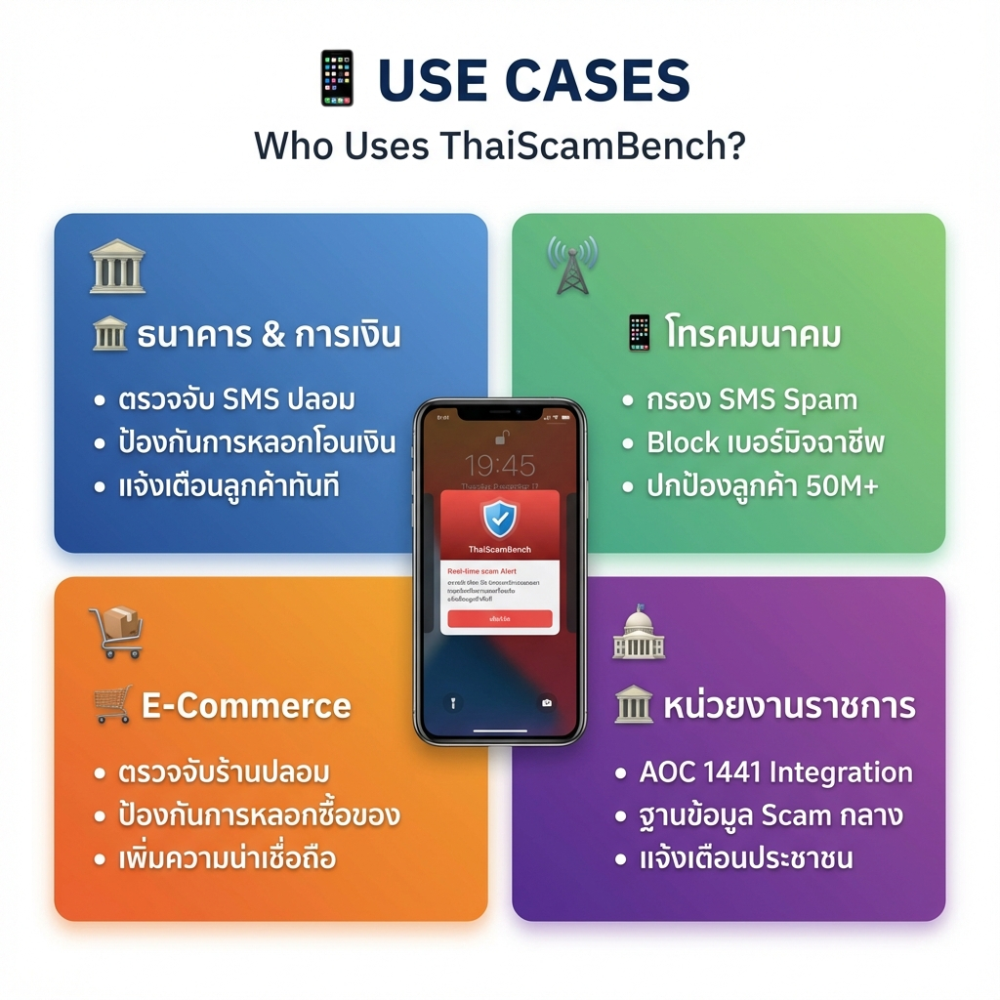 USE CASES
Who Uses ThaiScamBench?
ธนาคาร & การเงิน
• ตรวจจับ SMS ปลอม
• ป้องกันการหลอกโอนเงิน
• แจ้งเตือนลูกค้าทันที
โทรคมนาคม
• กรอง SMS Spam
• Block เบอร์มิจฉาชีพ
• ปกป้องลูกค้า 50M+
19:45
ThaiScamBench
Reel-time scam Alert
E-Commerce
• ตรวจจับร้านปลอม
• ป้องกันการหลอกซื้อของ
• เพิ่มความน่าเชื่อถือ
หน่วยงานราชการ
• AOC 1441 Integration
• ฐานข้อมูล Scam กลาง
• แจ้งเตือนประชาชน